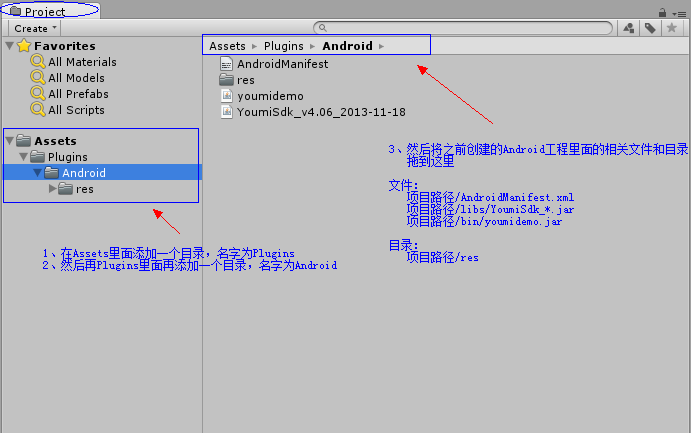 Project
Create
Favorites
All Materials
All Models
All Prefabs
All Scripts
Assets
Plugins
Android
res
Assets ▸ Plugins ▸ Android ▸
AndroidManifest
res
youmidemo
YoumiSdk_v4.06_2013-11-18
1、在Assets里面添加一个目录，名字为Plugins
2、然后再Plugins里面再添加一个目录，名字为Android
3、然后将之前创建的Android工程里面的相关文件和目录
拖到这里
文件：
项目路径/AndroidManifest.xml
项目路径/libs/YoumiSdk_*.jar
项目路径/bin/youmidemo.jar
目录：
项目路径/res